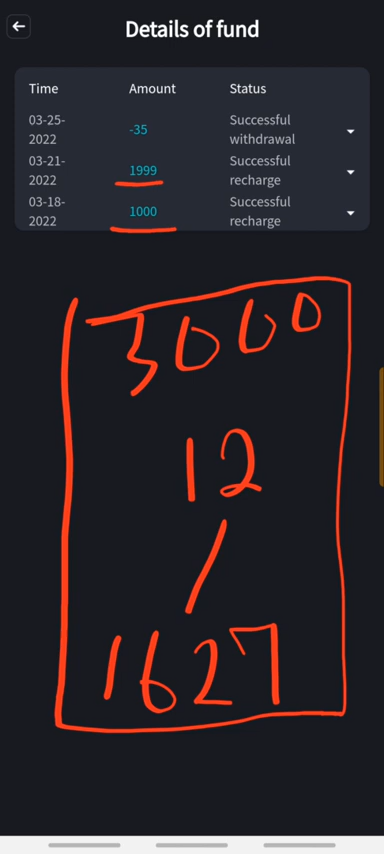 Details of fund
Time Amount Status
03-25-2022 -35 Successful withdrawal
03-21-2022 1999 Successful recharge
03-18-2022 1000 Successful recharge
3000
12
/
1627